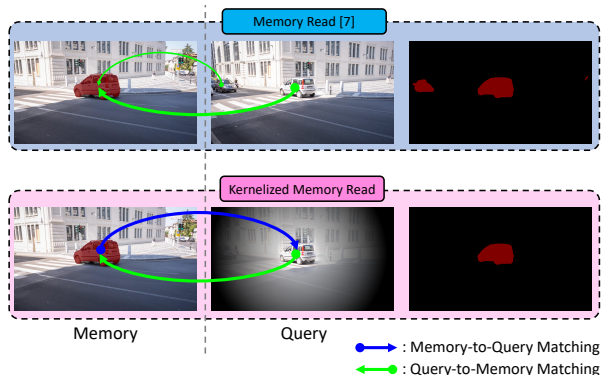 Memory Read [7]
Kernelized Memory Read
Memory
Query
: Memory-to-Query Matching
: Query-to-Memory Matching